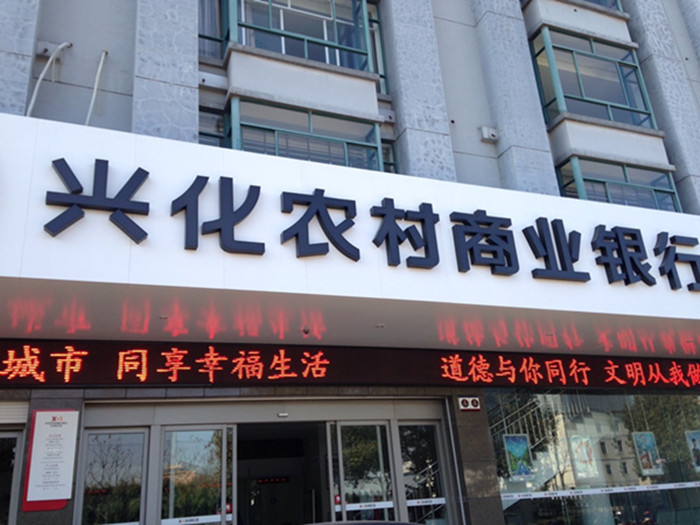 兴化农村商业银行
城市 同享幸福生活 道德与你同行 文明从我做